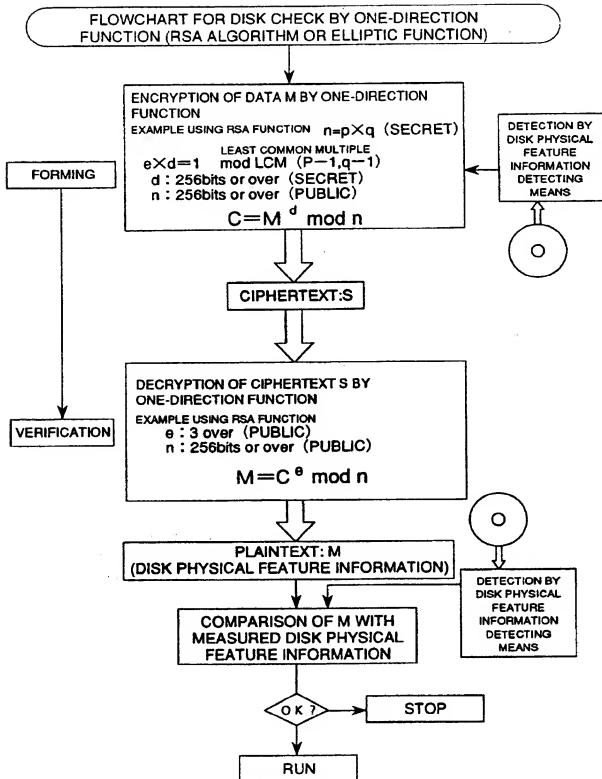 FLOWCHART FOR DISK CHECK BY ONE-DIRECTION
FUNCTION (RSA ALGORITHM OR ELLIPTIC FUNCTION)
ENCRYPTION OF DATA M BY ONE-DIRECTION
FUNCTION
EXAMPLE USING RSA FUNCTION n=p×q (SECRET)
LEAST COMMON MULTIPLE
e×d=1 mod LCM (P−1,q−1)
d : 256bits or over (SECRET)
n : 256bits or over (PUBLIC)
C=M^d mod n
DETECTION BY
DISK PHYSICAL
FEATURE
INFORMATION
DETECTING
MEANS
FORMING
CIPHERTEXT:S
DECRYPTION OF CIPHERTEXT S BY
ONE-DIRECTION FUNCTION
EXAMPLE USING RSA FUNCTION
e : 3 over (PUBLIC)
n : 256bits or over (PUBLIC)
M=C^e mod n
VERIFICATION
PLAINTEXT: M
(DISK PHYSICAL FEATURE INFORMATION)
DETECTION BY
DISK PHYSICAL
FEATURE
INFORMATION
DETECTING
MEANS
COMPARISON OF M WITH
MEASURED DISK PHYSICAL
FEATURE INFORMATION
OK?
STOP
RUN